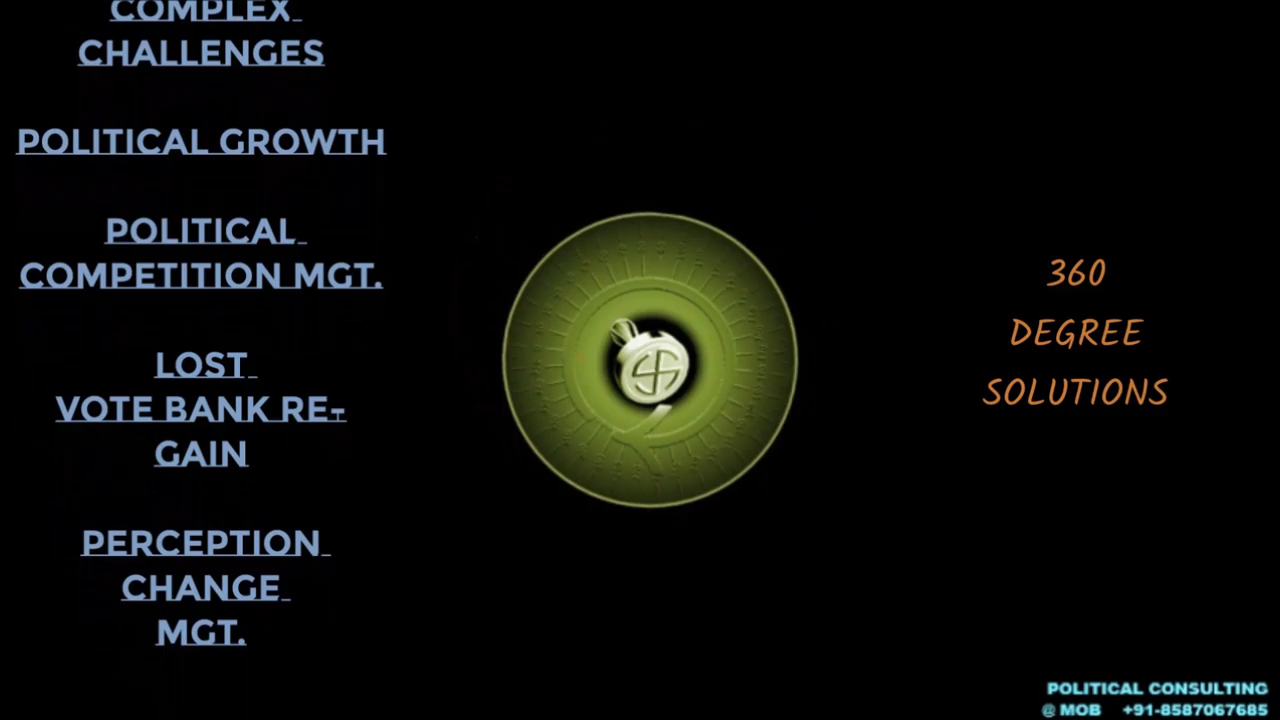 COMPLEX
CHALLENGES
POLITICAL GROWTH
POLITICAL
COMPETITION MGT.
LOST
VOTE BANK RE-
GAIN
PERCEPTION
CHANGE
MGT.
360
DEGREE
SOLUTIONS
POLITICAL CONSULTING
@ MOB +91-8587067685